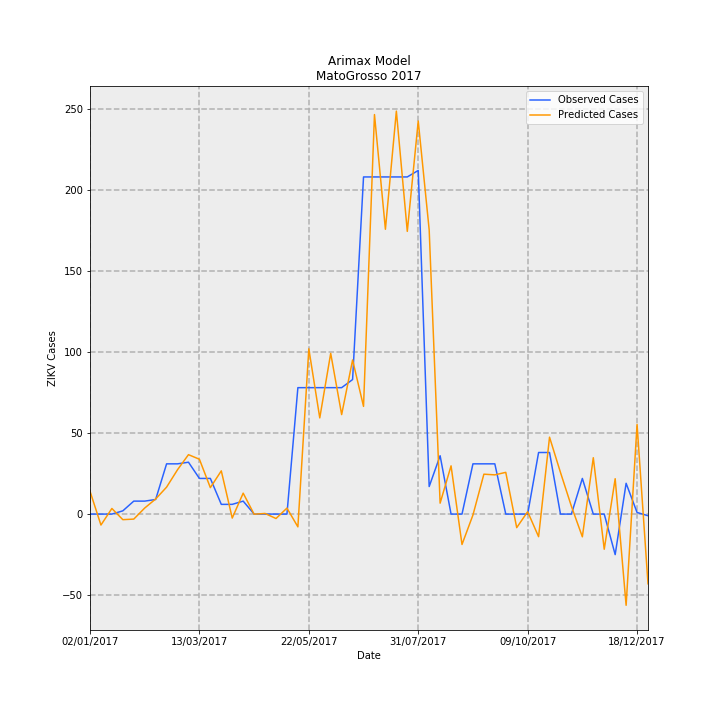 Arimax Model
MatoGrosso 2017
Observed Cases
Predicted Cases
250
200
150
100
50
0
−50
ZIKV Cases
02/01/2017 13/03/2017 22/05/2017 31/07/2017 09/10/2017 18/12/2017
Date